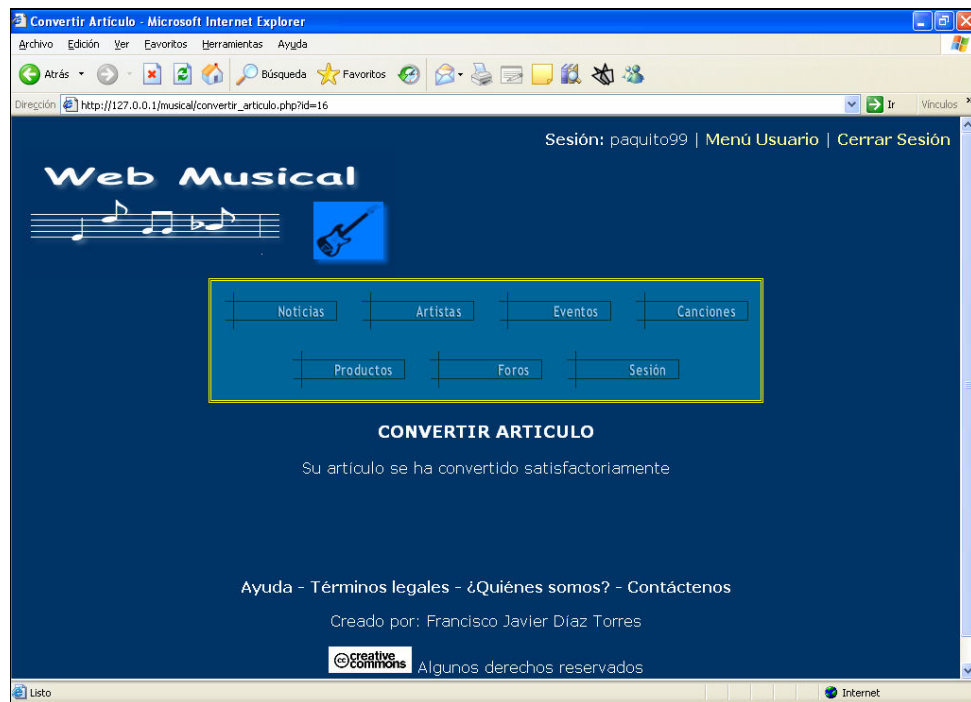 Convertir Artículo - Microsoft Internet Explorer
Archivo Edición Ver Favoritos Herramientas Ayuda
Atrás Búsqueda Favoritos
Dirección http://127.0.0.1/musical/convertir_articulo.php?id=16 Ir Vínculos »
Sesión: paquito99 | Menú Usuario | Cerrar Sesión
Web Musical
Noticias Artistas Eventos Canciones
Productos Foros Sesión
CONVERTIR ARTICULO
Su artículo se ha convertido satisfactoriamente
Ayuda - Términos legales - ¿Quiénes somos? - Contáctenos
Creado por: Francisco Javier Díaz Torres
cc creative commons Algunos derechos reservados
Listo Internet